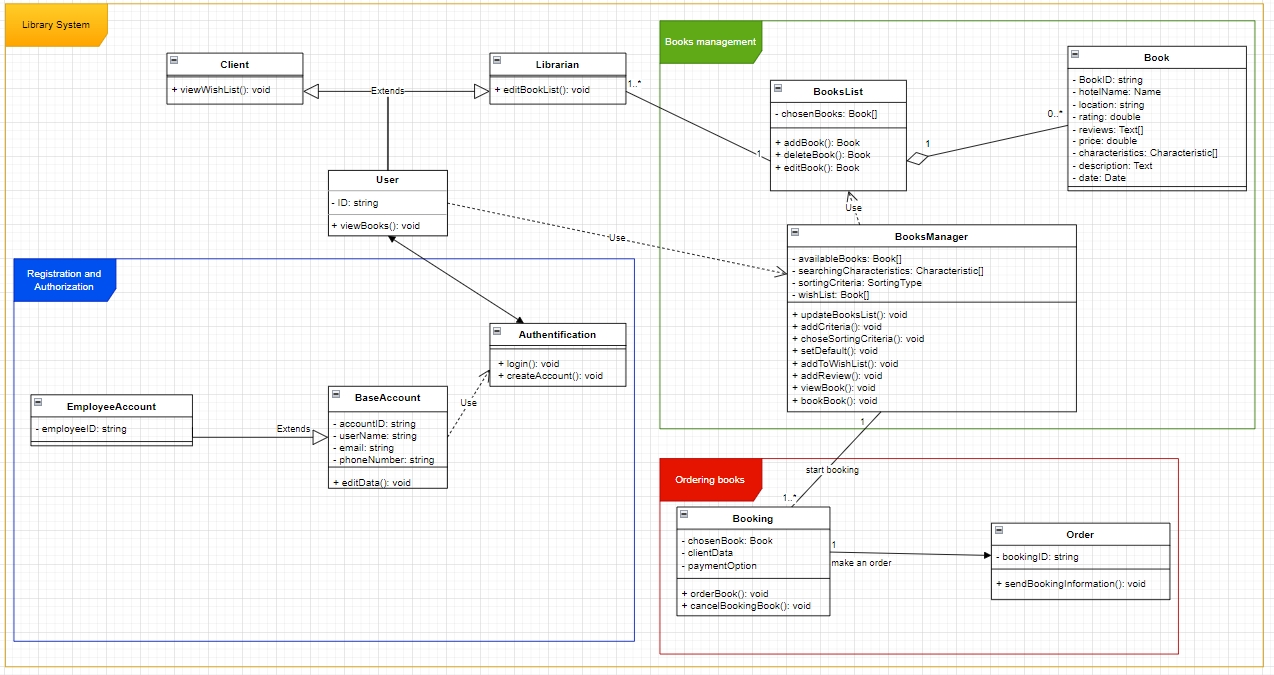 Library System
Client
+ viewWishList(): void
Extends
Librarian
+ editBookList(): void
1..*
1
User
- ID: string
+ viewBooks(): void
Use
Books management
BooksList
- chosenBooks: Book[]
+ addBook(): Book
+ deleteBook(): Book
+ editBook(): Book
1
0..*
Book
- BookID: string
- hotelName: Name
- location: string
- rating: double
- reviews: Text[]
- price: double
- characteristics: Characteristic[]
- description: Text
- date: Date
Use
BooksManager
- availableBooks: Book[]
- searchingCharacteristics: Characteristic[]
- sortingCriteria: SortingType
- wishList: Book[]
+ updateBooksList(): void
+ addCriteria(): void
+ choseSortingCriteria(): void
+ setDefault(): void
+ addToWishList(): void
+ addReview(): void
+ viewBook(): void
+ bookBook(): void
Registration and
Authorization
Authentification
+ login(): void
+ createAccount(): void
Use
EmployeeAccount
- employeeID: string
Extends
BaseAccount
- accountID: string
- userName: string
- email: string
- phoneNumber: string
+ editData(): void
1
start booking
1..*
Ordering books
Booking
- chosenBook: Book
- clientData
- paymentOption
+ orderBook(): void
+ cancelBookingBook(): void
1
make an order
Order
- bookingID: string
+ sendBookingInformation(): void